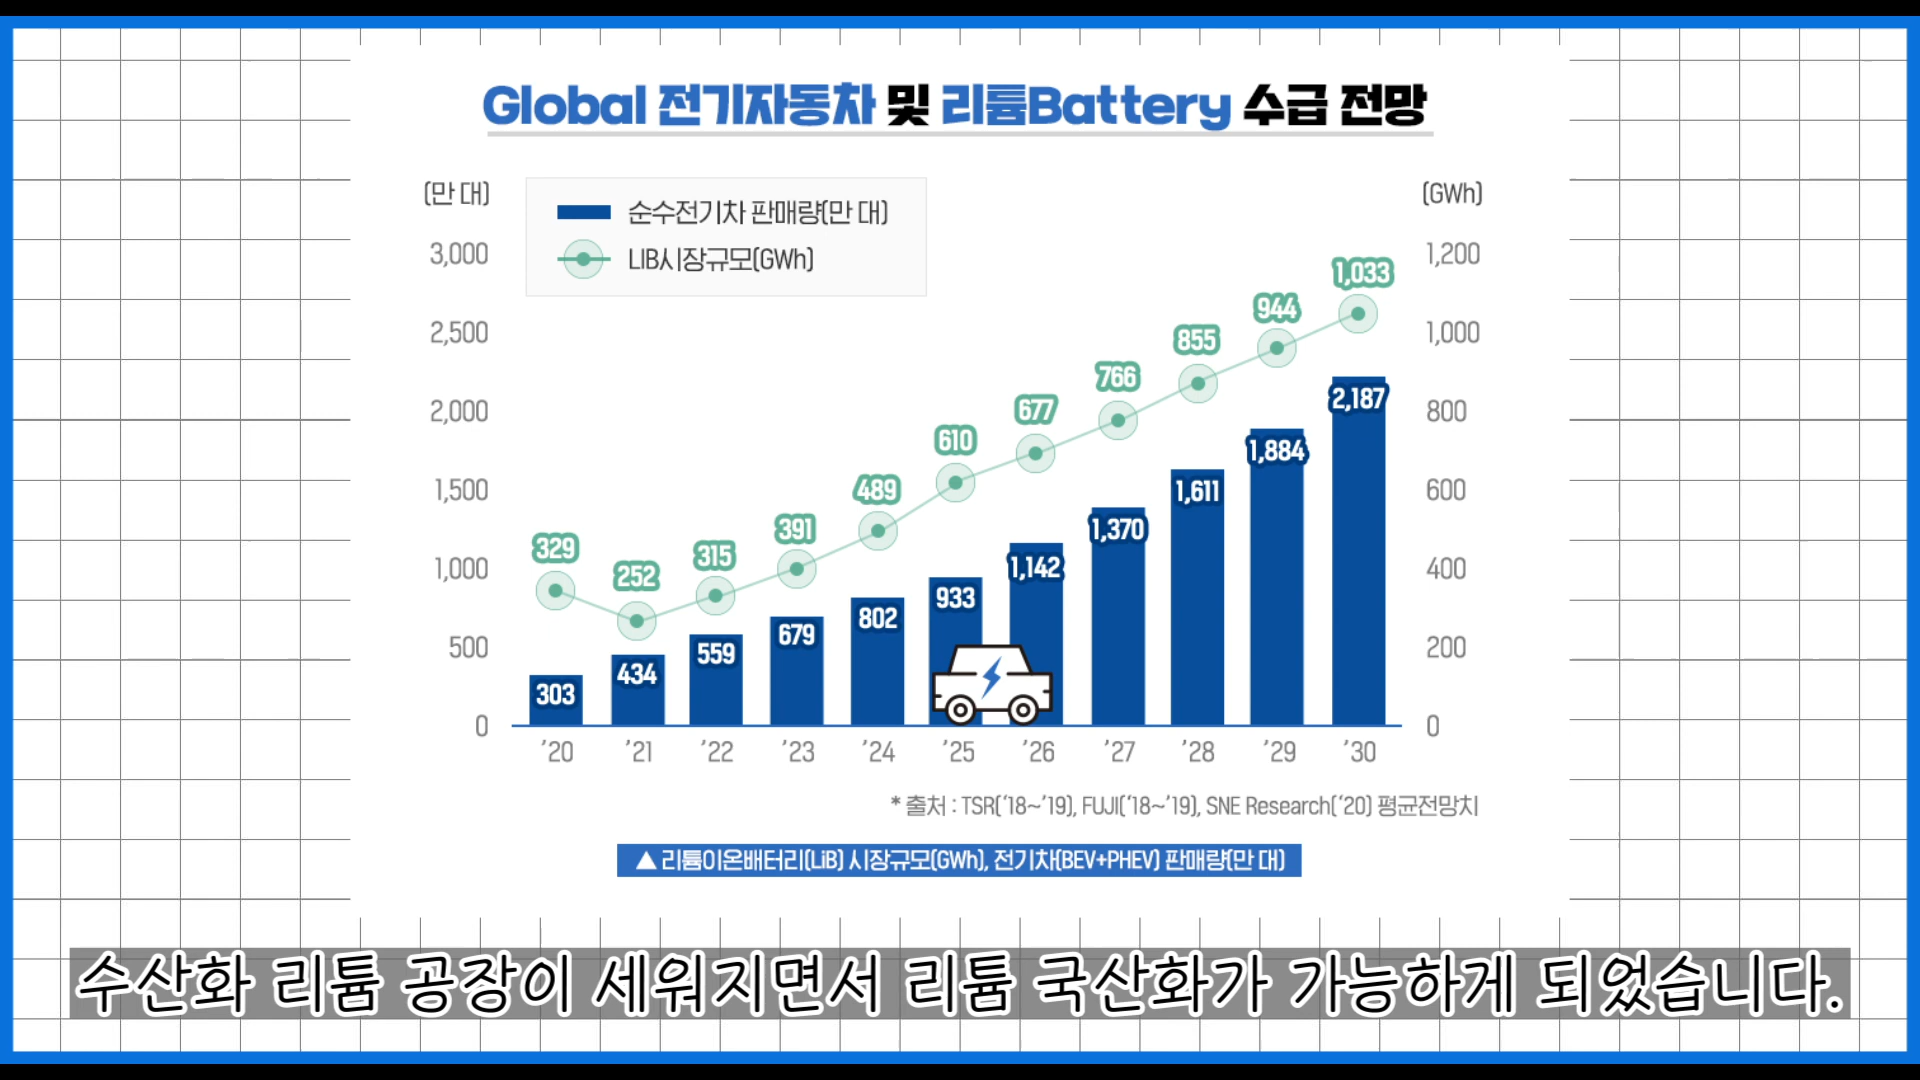 Global 전기자동차 및 리튬Battery 수급 전망
(만 대)
(GWh)
순수전기차 판매량(만 대)
LIB시장규모(GWh)
3,000
2,500
2,000
1,500
1,000
500
0
1,200
1,000
800
600
400
200
0
329 252 315 391 489 610 677 766 855 944 1,033
303 434 559 679 802 933 1,142 1,370 1,611 1,884 2,187
’20 ’21 ’22 ’23 ’24 ’25 ’26 ’27 ’28 ’29 ’30
* 출처 : TSR(‘18~’19), FUJI(‘18~’19), SNE Research(‘20) 평균전망치
▲ 리튬이온배터리(LiB) 시장규모(GWh), 전기차(BEV+PHEV) 판매량(만 대)
수산화 리튬 공장이 세워지면서 리튬 국산화가 가능하게 되었습니다.